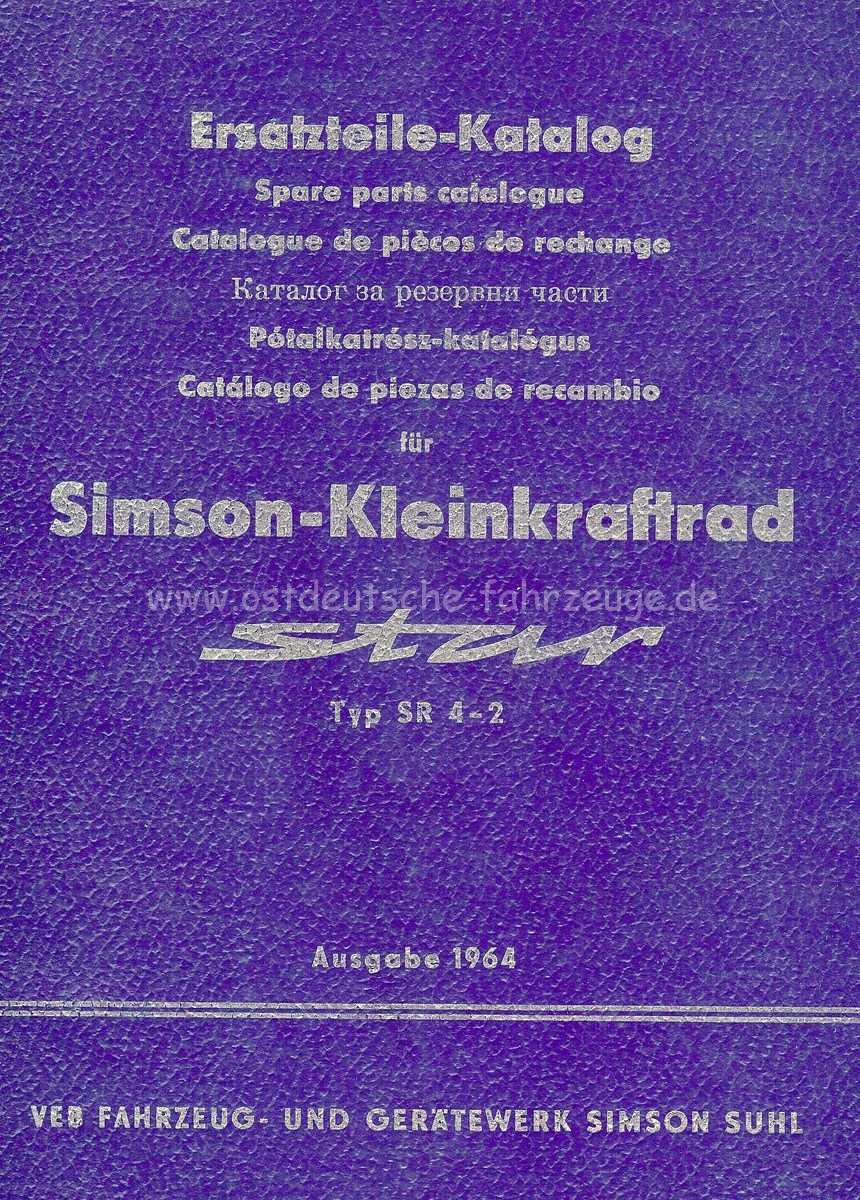 Ersatzteile-Katalog
Spare parts catalogue
Catalogue de pièces de rechange
Каталог за резервни части
Pótalkatrész-katalógus
Catálogo de piezas de recambio
für
Simson-Kleinkraftrad
www.ostdeutsche-fahrzeuge.de
star
Typ SR 4-2
Ausgabe 1964
VEB FAHRZEUG- UND GERÄTEWERK SIMSON SUHL